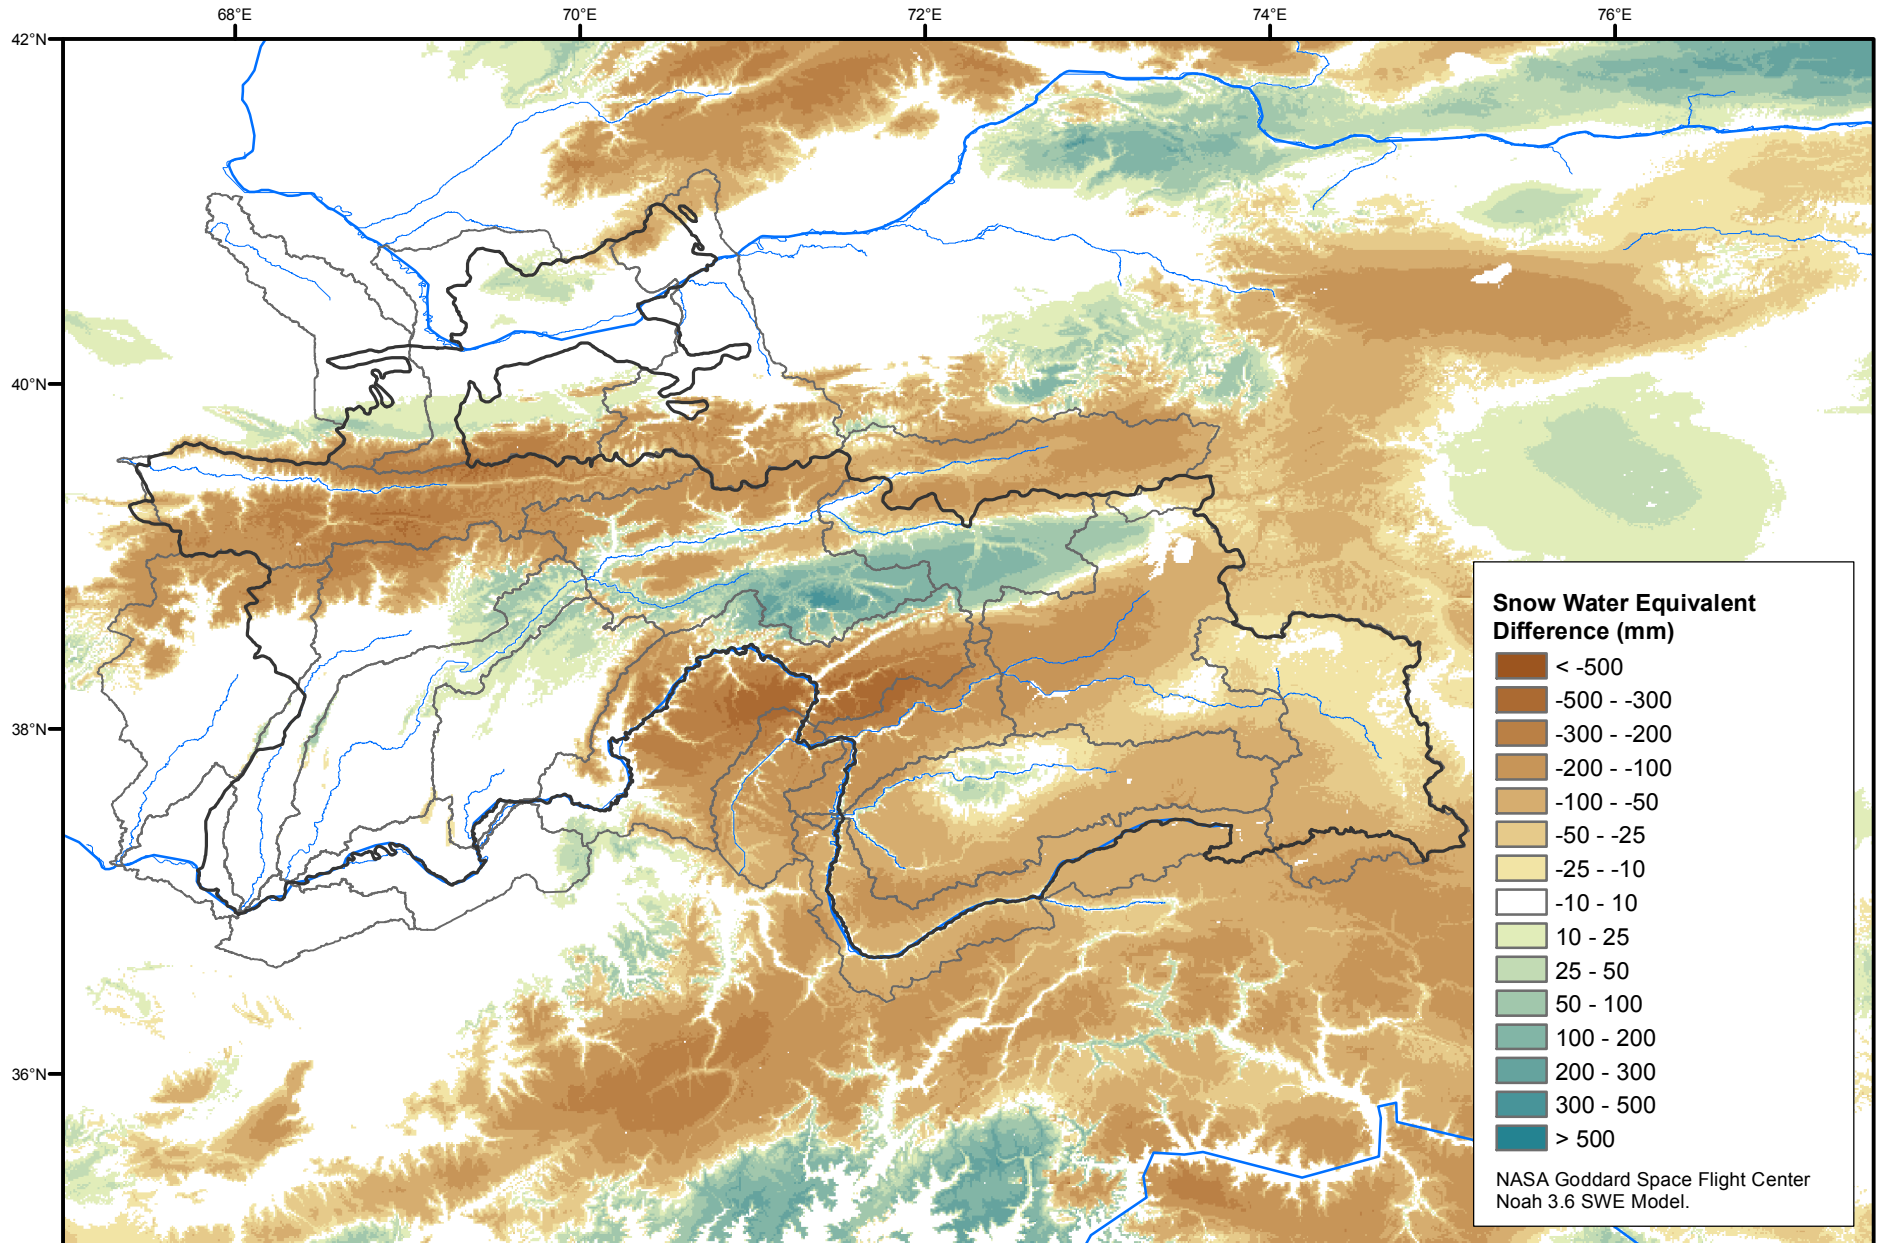 68°E
70°E
72°E
74°E
76°E
42°N
40°N
38°N
36°N
Snow Water Equivalent
Difference (mm)
< -500
-500 - -300
-300 - -200
-200 - -100
-100 - -50
-50 - -25
-25 - -10
-10 - 10
10 - 25
25 - 50
50 - 100
100 - 200
200 - 300
300 - 500
> 500
NASA Goddard Space Flight Center
Noah 3.6 SWE Model.